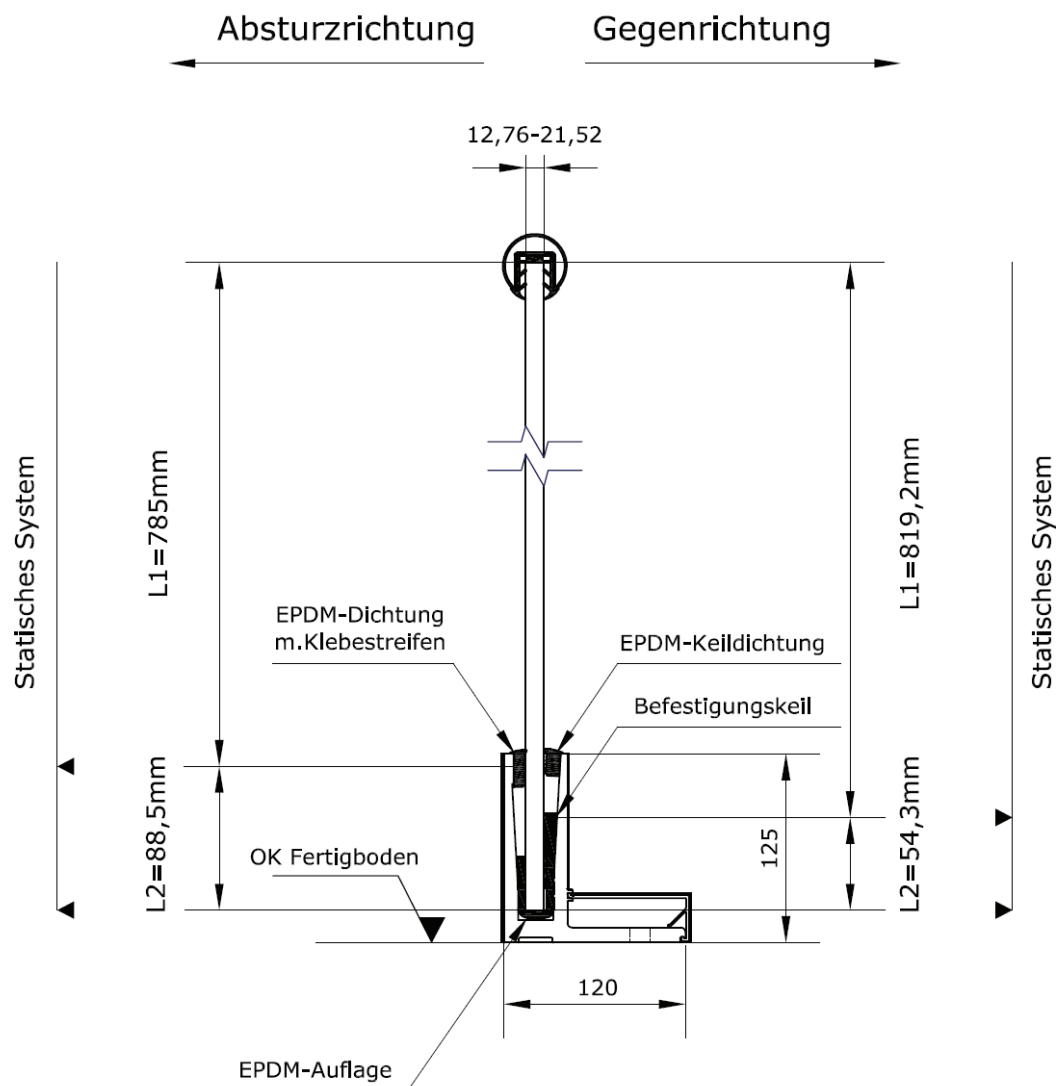 Absturzrichtung
Gegenrichtung
12,76-21,52
Statisches System
L1=785mm
L1=819,2mm
Statisches System
EPDM-Dichtung
m.Klebestreifen
EPDM-Keildichtung
Befestigungskeil
L2=88,5mm
OK Fertigboden
125
L2=54,3mm
120
EPDM-Auflage